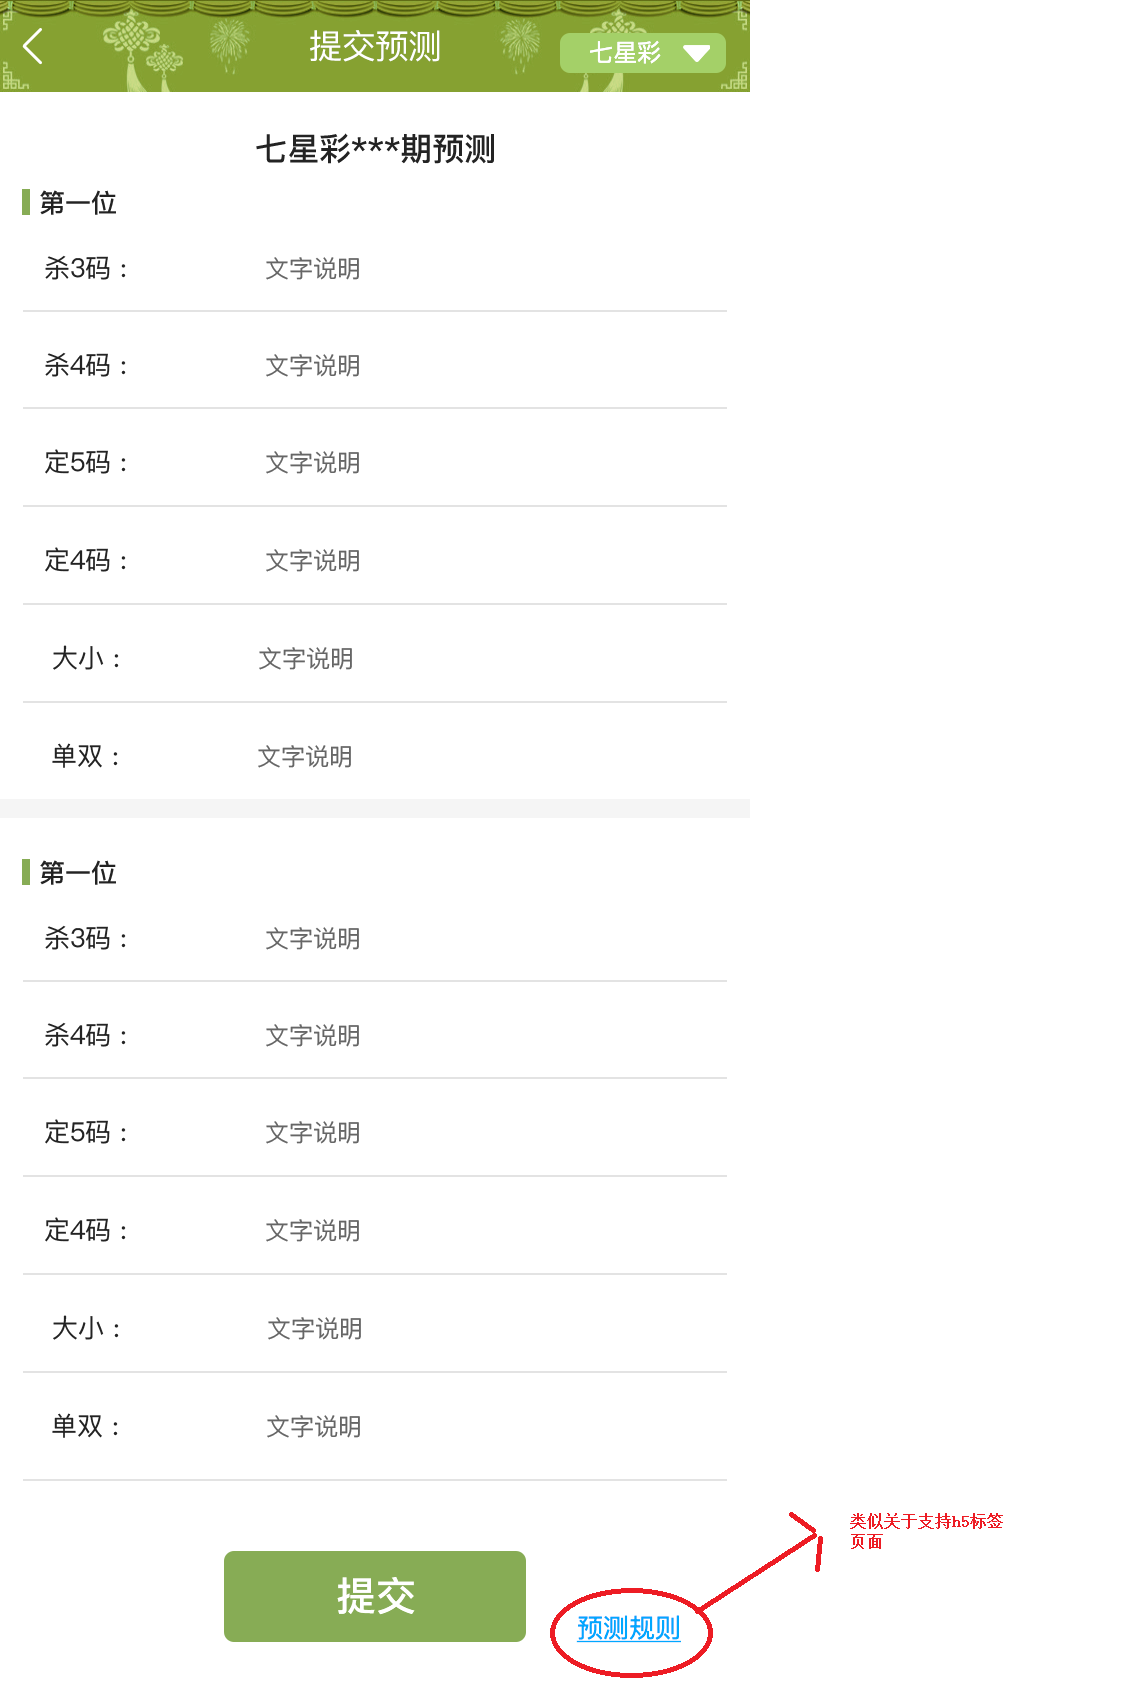 提交预测
七星彩
七星彩***期预测
第一位
杀3码： 文字说明
杀4码： 文字说明
定5码： 文字说明
定4码： 文字说明
大小： 文字说明
单双： 文字说明
第一位
杀3码： 文字说明
杀4码： 文字说明
定5码： 文字说明
定4码： 文字说明
大小： 文字说明
单双： 文字说明
类似关于支持h5标签
页面
提交
预测规则